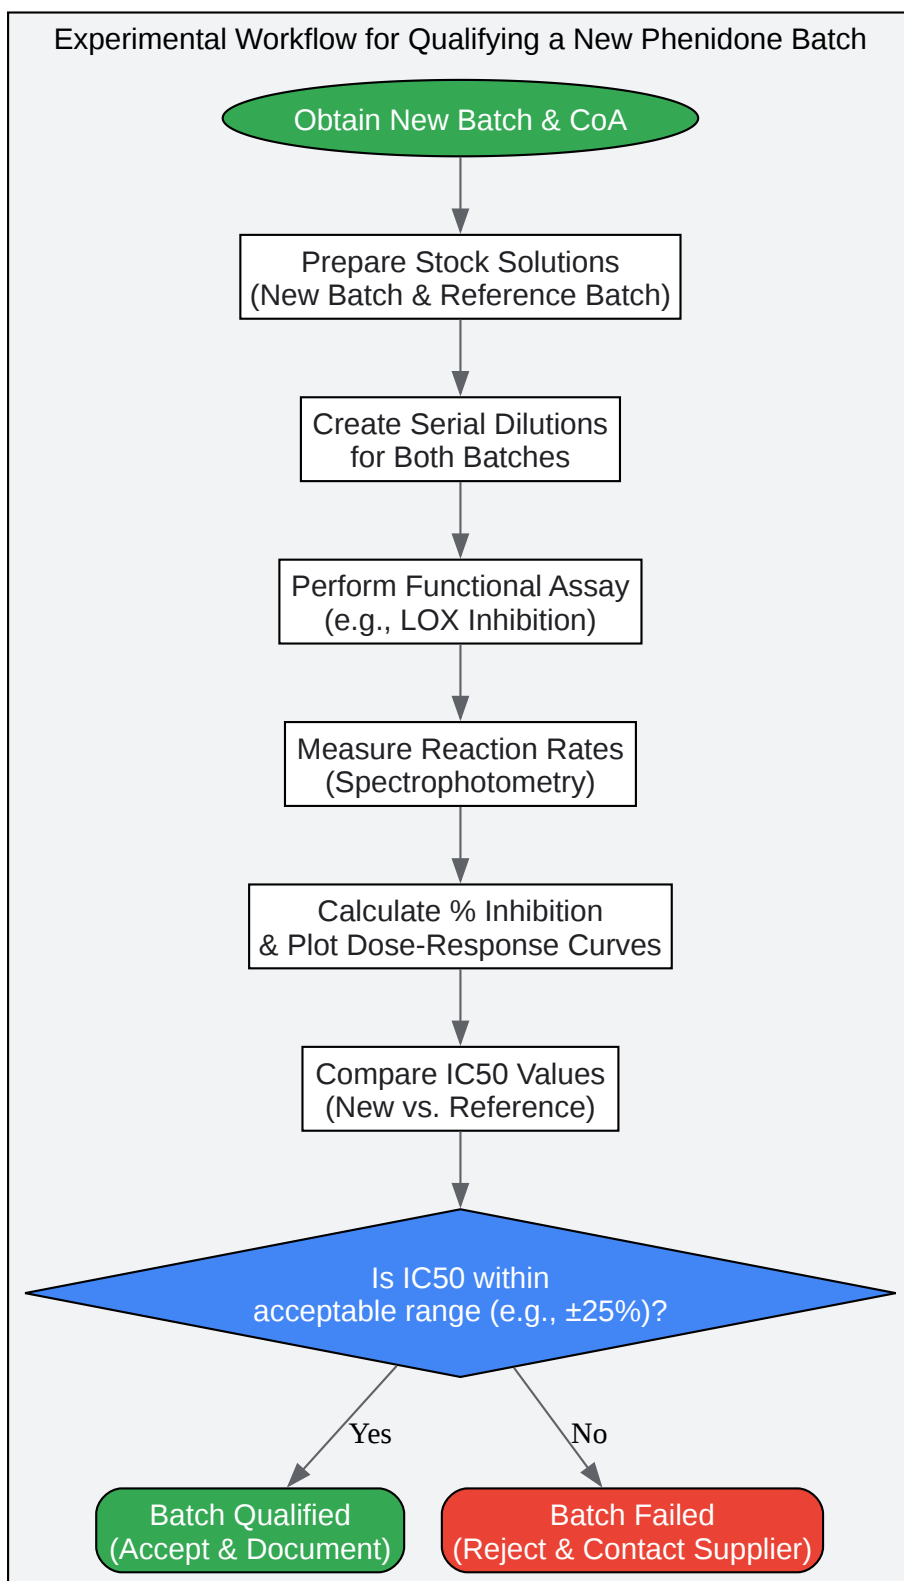 Experimental Workflow for Qualifying a New Phenidone Batch
Obtain New Batch & CoA
Prepare Stock Solutions
(New Batch & Reference Batch)
Create Serial Dilutions
for Both Batches
Perform Functional Assay
(e.g., LOX Inhibition)
Measure Reaction Rates
(Spectrophotometry)
Calculate % Inhibition
& Plot Dose-Response Curves
Compare IC50 Values
(New vs. Reference)
Is IC50 within
acceptable range (e.g., ±25%)?
Yes
No
Batch Qualified
(Accept & Document)
Batch Failed
(Reject & Contact Supplier)